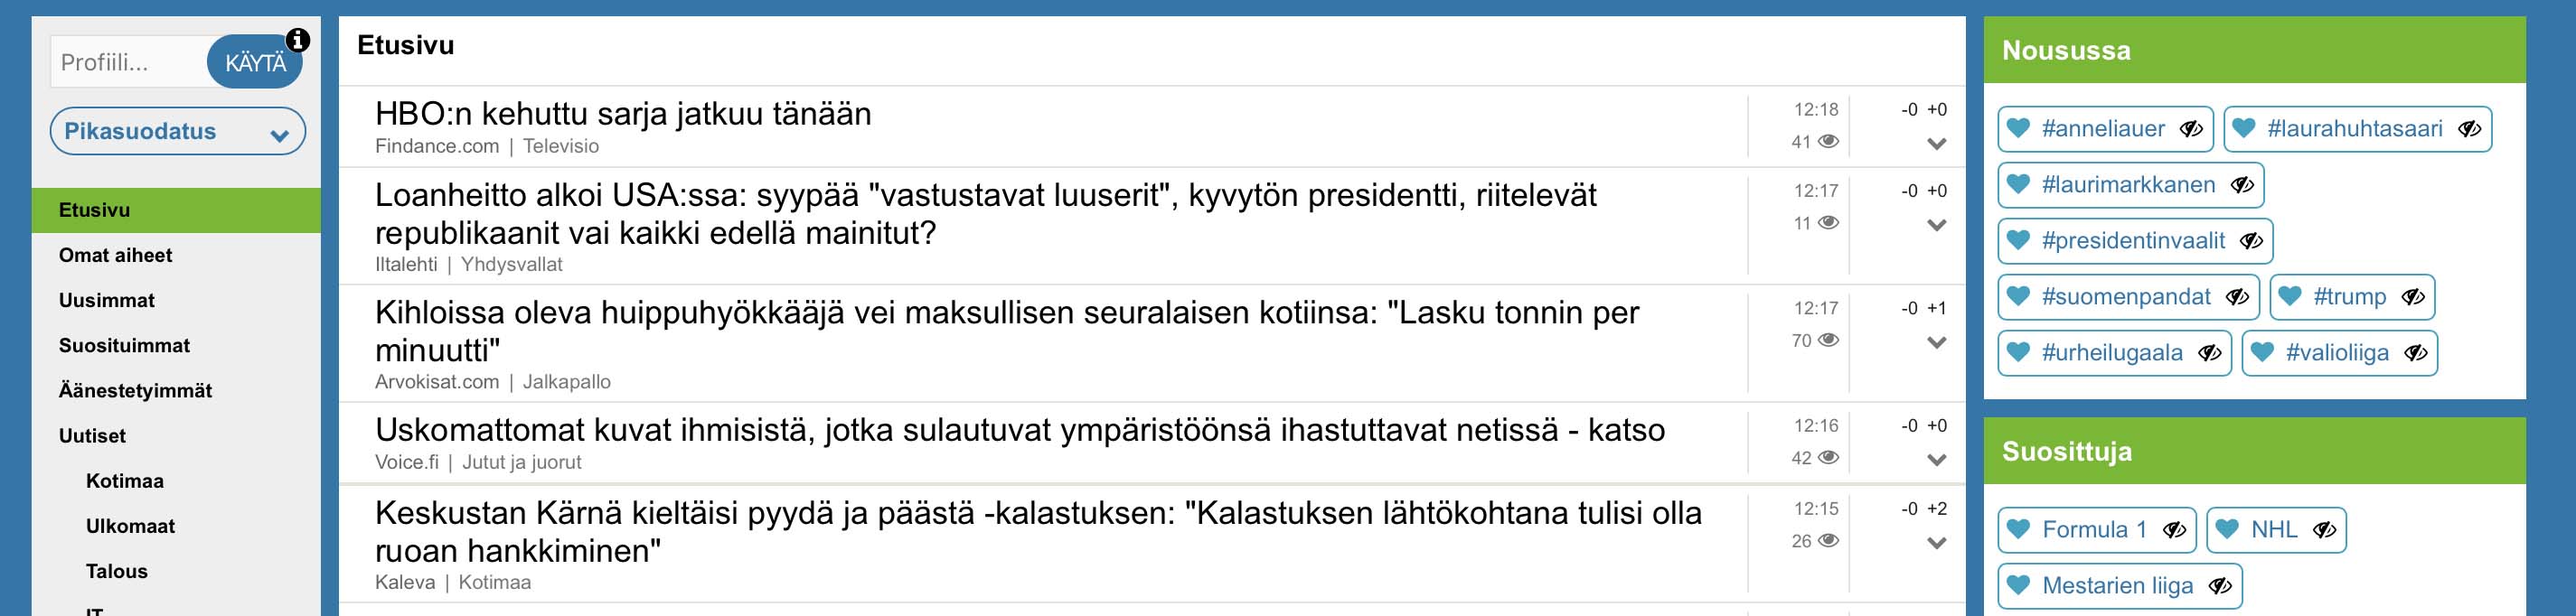 Profiili...
KÄYTÄ
Pikasuodatus
Etusivu
Omat aiheet
Uusimmat
Suosituimmat
Äänestetyimmät
Uutiset
Kotimaa
Ulkomaat
Talous
IT
Etusivu
HBO:n kehuttu sarja jatkuu tänään
Findance.com | Televisio
12:18
41
-0 +0
Loanheitto alkoi USA:ssa: syypää "vastustavat luuserit", kyvytön presidentti, riitelevät
republikaanit vai kaikki edellä mainitut?
Iltalehti | Yhdysvallat
12:17
11
-0 +0
Kihloissa oleva huippuhyökkääjä vei maksullisen seuralaisen kotiinsa: "Lasku tonnin per
minuutti"
Arvokisat.com | Jalkapallo
12:17
70
-0 +1
Uskomattomat kuvat ihmisistä, jotka sulautuvat ympäristöönsä ihastuttavat netissä - katso
Voice.fi | Jutut ja juorut
12:16
42
-0 +0
Keskustan Kärnä kieltäisi pyydä ja päästä -kalastuksen: "Kalastuksen lähtökohtana tulisi olla
ruoan hankkiminen"
Kaleva | Kotimaa
12:15
26
-0 +2
Nousussa
#anneliauer #laurahuhtasaari
#laurimarkkanen
#presidentinvaalit
#suomenpandat #trump
#urheilugaala #valioliiga
Suosittuja
Formula 1 NHL
Mestarien liiga